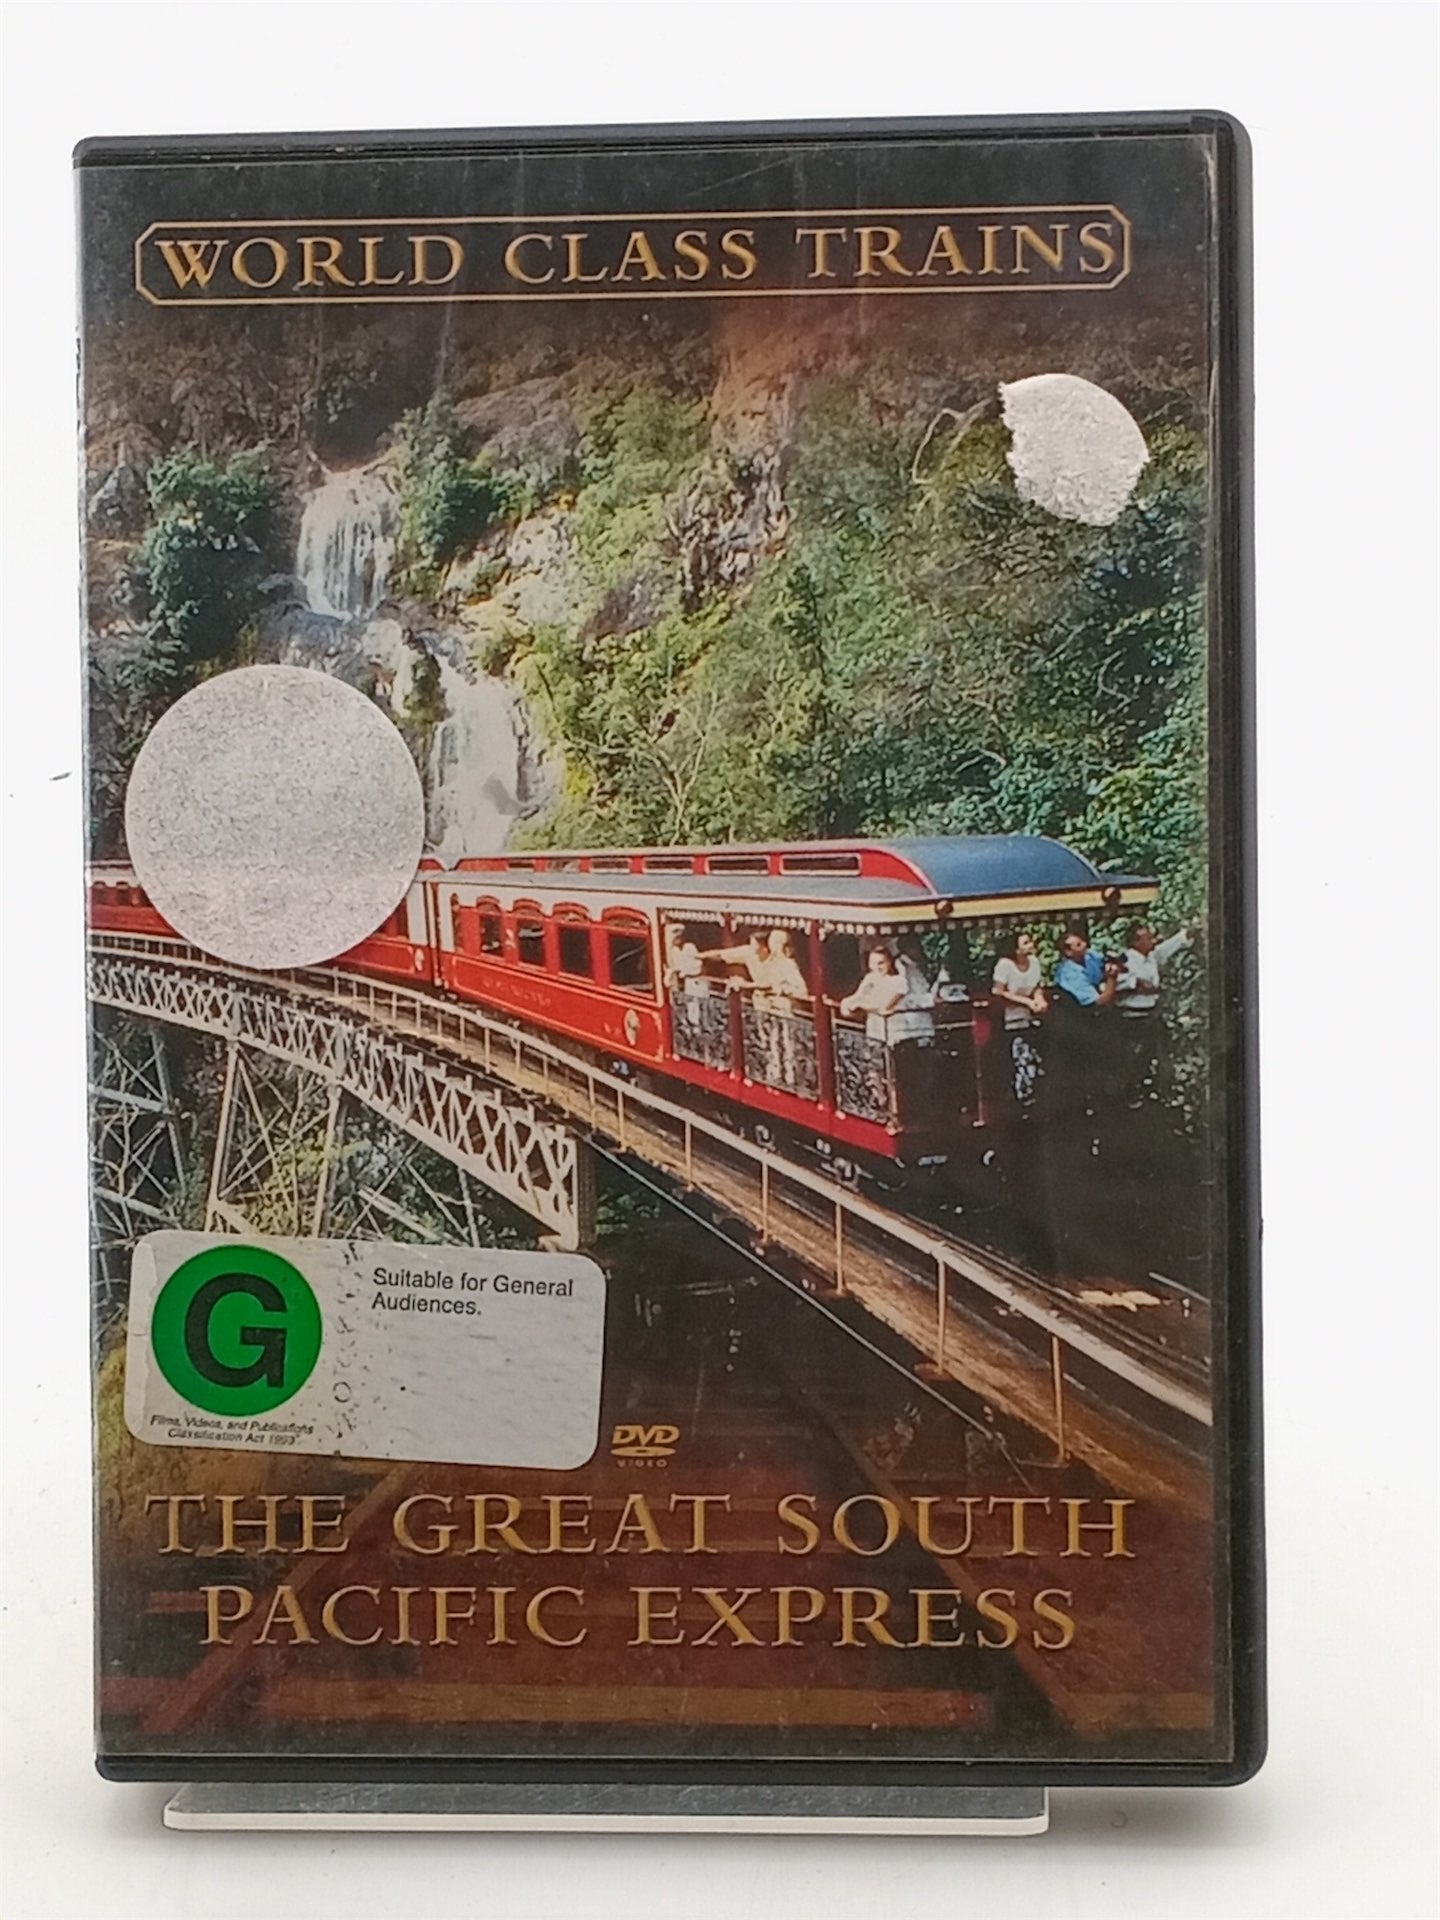 WORLD CLASS TRAINS
G
Suitable for General
Audiences.
Films, Videos, and Publications
Classification Act 1993
DVD
VIDEO
THE GREAT SOUTH
PACIFIC EXPRESS